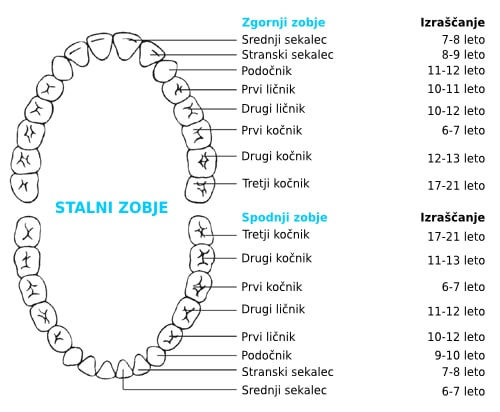 Zgornji zobje Izraščanje
Srednji sekalec 7-8 leto
Stranski sekalec 8-9 leto
Podočnik 11-12 leto
Prvi ličnik 10-11 leto
Drugi ličnik 10-12 leto
Prvi kočnik 6-7 leto
Drugi kočnik 12-13 leto
Tretji kočnik 17-21 leto
STALNI ZOBJE
Spodnji zobje Izraščanje
Tretji kočnik 17-21 leto
Drugi kočnik 11-13 leto
Prvi kočnik 6-7 leto
Drugi ličnik 11-12 leto
Prvi ličnik 10-12 leto
Podočnik 9-10 leto
Stranski sekalec 7-8 leto
Srednji sekalec 6-7 leto